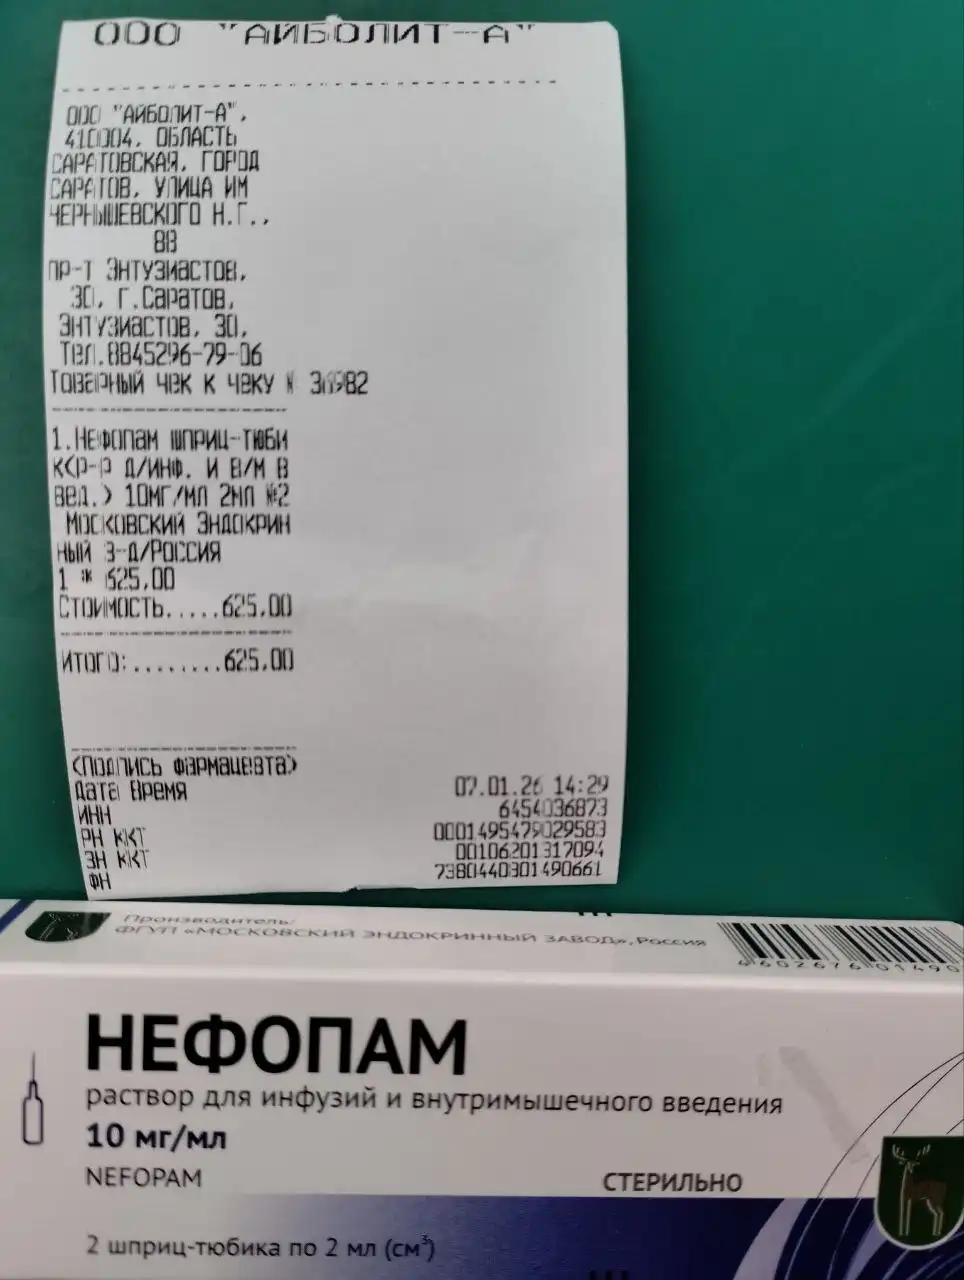 ООО "АЙБОЛИТ-А"
ООО "АЙБОЛИТ-А",
410004, ОБЛАСТЬ
САРАТОВСКАЯ, ГОРОД
САРАТОВ, УЛИЦА ИМ
ЧЕРНЫШЕВСКОГО Н.Г.,
88
ПР-Т ЭНТУЗИАСТОВ,
30, Г.САРАТОВ,
ЭНТУЗИАСТОВ, 30,
ТЕЛ.8845296-79-06
ТОВАРНЫЙ ЧЕК К ЧЕКУ №
1.НЕФОПАМ ШПРИЦ-ТЮБИ
К(Р-Р Д/ИНФ. И В/М В
ВЕД.) 10МГ/МЛ 2МЛ №2
МОСКОВСКИЙ ЭНДОКРИН
НЫЙ З-Д/РОССИЯ
1 * 625.00
СТОИМОСТЬ.....625.00
ИТОГО:........625.00
(ПОДПИСЬ ФАРМАЦЕВТА)
ДАТА ВРЕМЯ 07.01.26 14:29
ИНН 6454036873
РН ККТ 0001495479029583
ЗН ККТ 00106201317094
ФН 7380440301490661
Производитель:
ФГУП «МОСКОВСКИЙ ЭНДОКРИННЫЙ ЗАВОД», Россия
4602676 01490
НЕФОПАМ
раствор для инфузий и внутримышечного введения
10 мг/мл
NEFOPAM
СТЕРИЛЬНО
2 шприц-тюбика по 2 мл (см³)